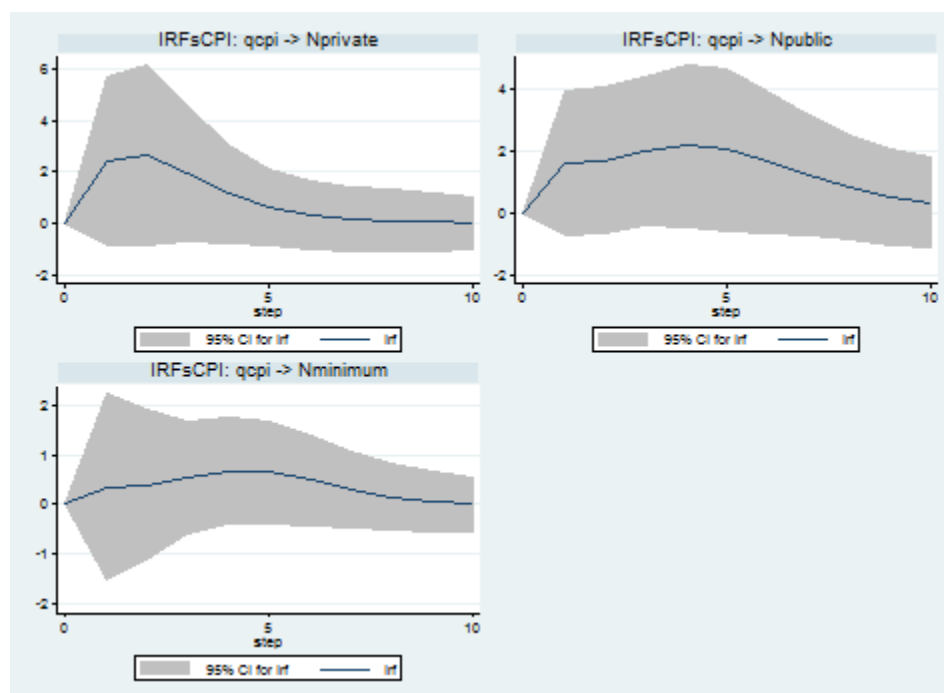 IRFsCPI: qcpi -> Nprivate
6
4
2
0
-2
0
5
10
step
95% CI for irf
irf
IRFsCPI: qcpi -> Npublic
4
2
0
-2
0
5
10
step
95% CI for irf
irf
IRFsCPI: qcpi -> Nminimum
2
1
0
-1
-2
0
5
10
step
95% CI for irf
irf